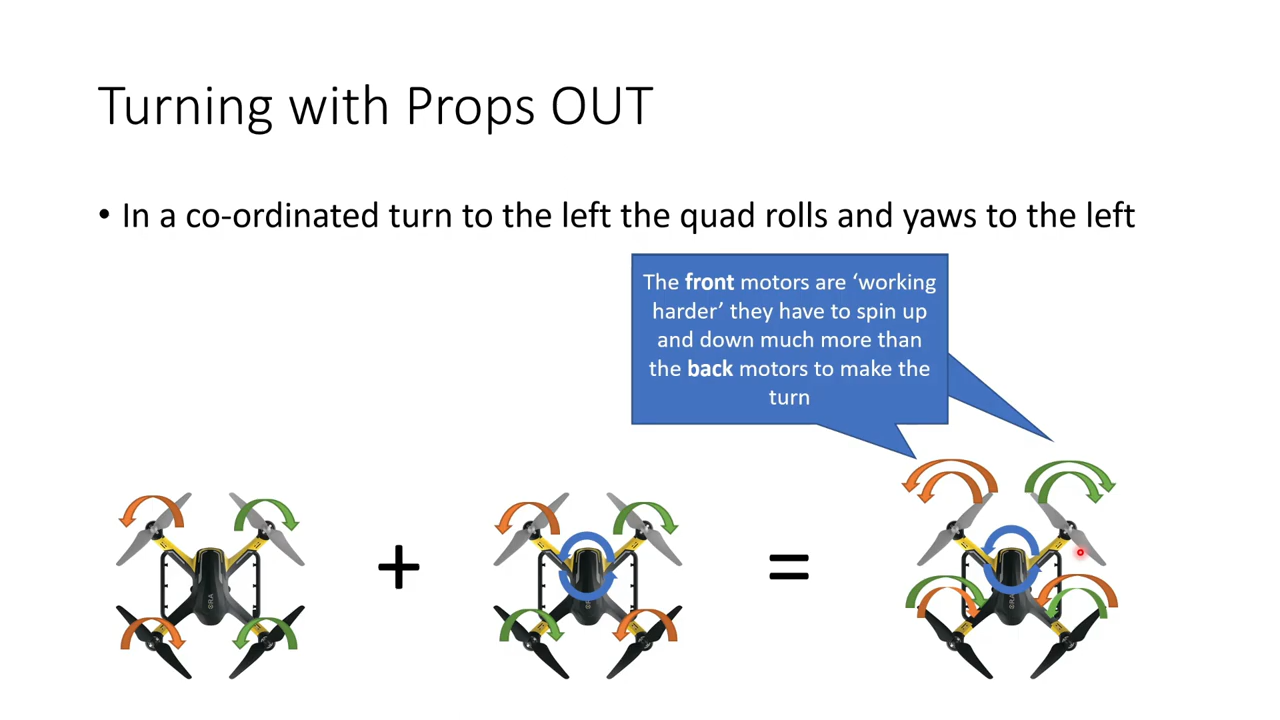 Turning with Props OUT
• In a co-ordinated turn to the left the quad rolls and yaws to the left
The front motors are ‘working
harder’ they have to spin up
and down much more than
the back motors to make the
turn
+
=